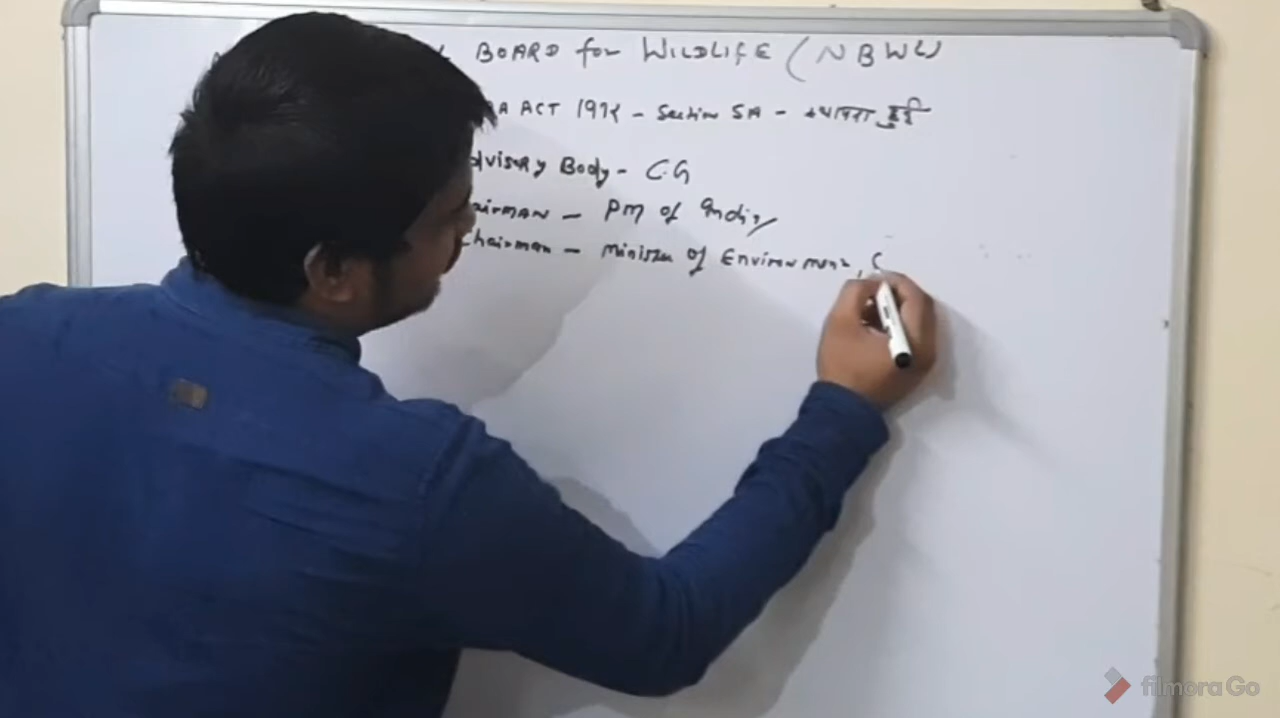 BOARD for WILDLIFE (NBWL
ACT 1972 - Section 5A - स्थापना हुई
dvisory Body - C.G
airman - PM of India
Chairman - Minister of Environment,
filmora Go